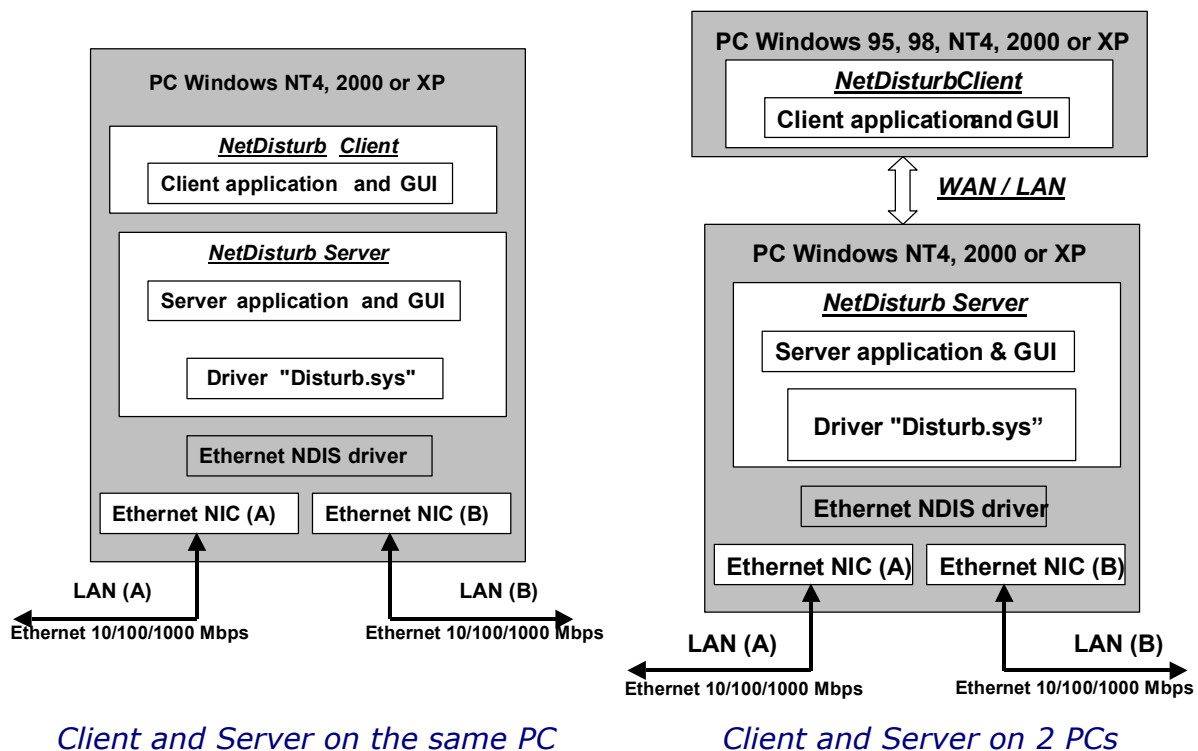 PC Windows NT4, 2000 or XP
NetDisturb Client
Client application and GUI
NetDisturb Server
Server application and GUI
Driver "Disturb.sys"
Ethernet NDIS driver
Ethernet NIC (A)
Ethernet NIC (B)
LAN (A)
LAN (B)
Ethernet 10/100/1000 Mbps
Ethernet 10/100/1000 Mbps
Client and Server on the same PC
PC Windows 95, 98, NT4, 2000 or XP
NetDisturbClient
Client applicationand GUI
WAN / LAN
PC Windows NT4, 2000 or XP
NetDisturb Server
Server application & GUI
Driver "Disturb.sys”
Ethernet NDIS driver
Ethernet NIC (A)
Ethernet NIC (B)
LAN (A)
LAN (B)
Ethernet 10/100/1000 Mbps
Ethernet 10/100/1000 Mbps
Client and Server on 2 PCs